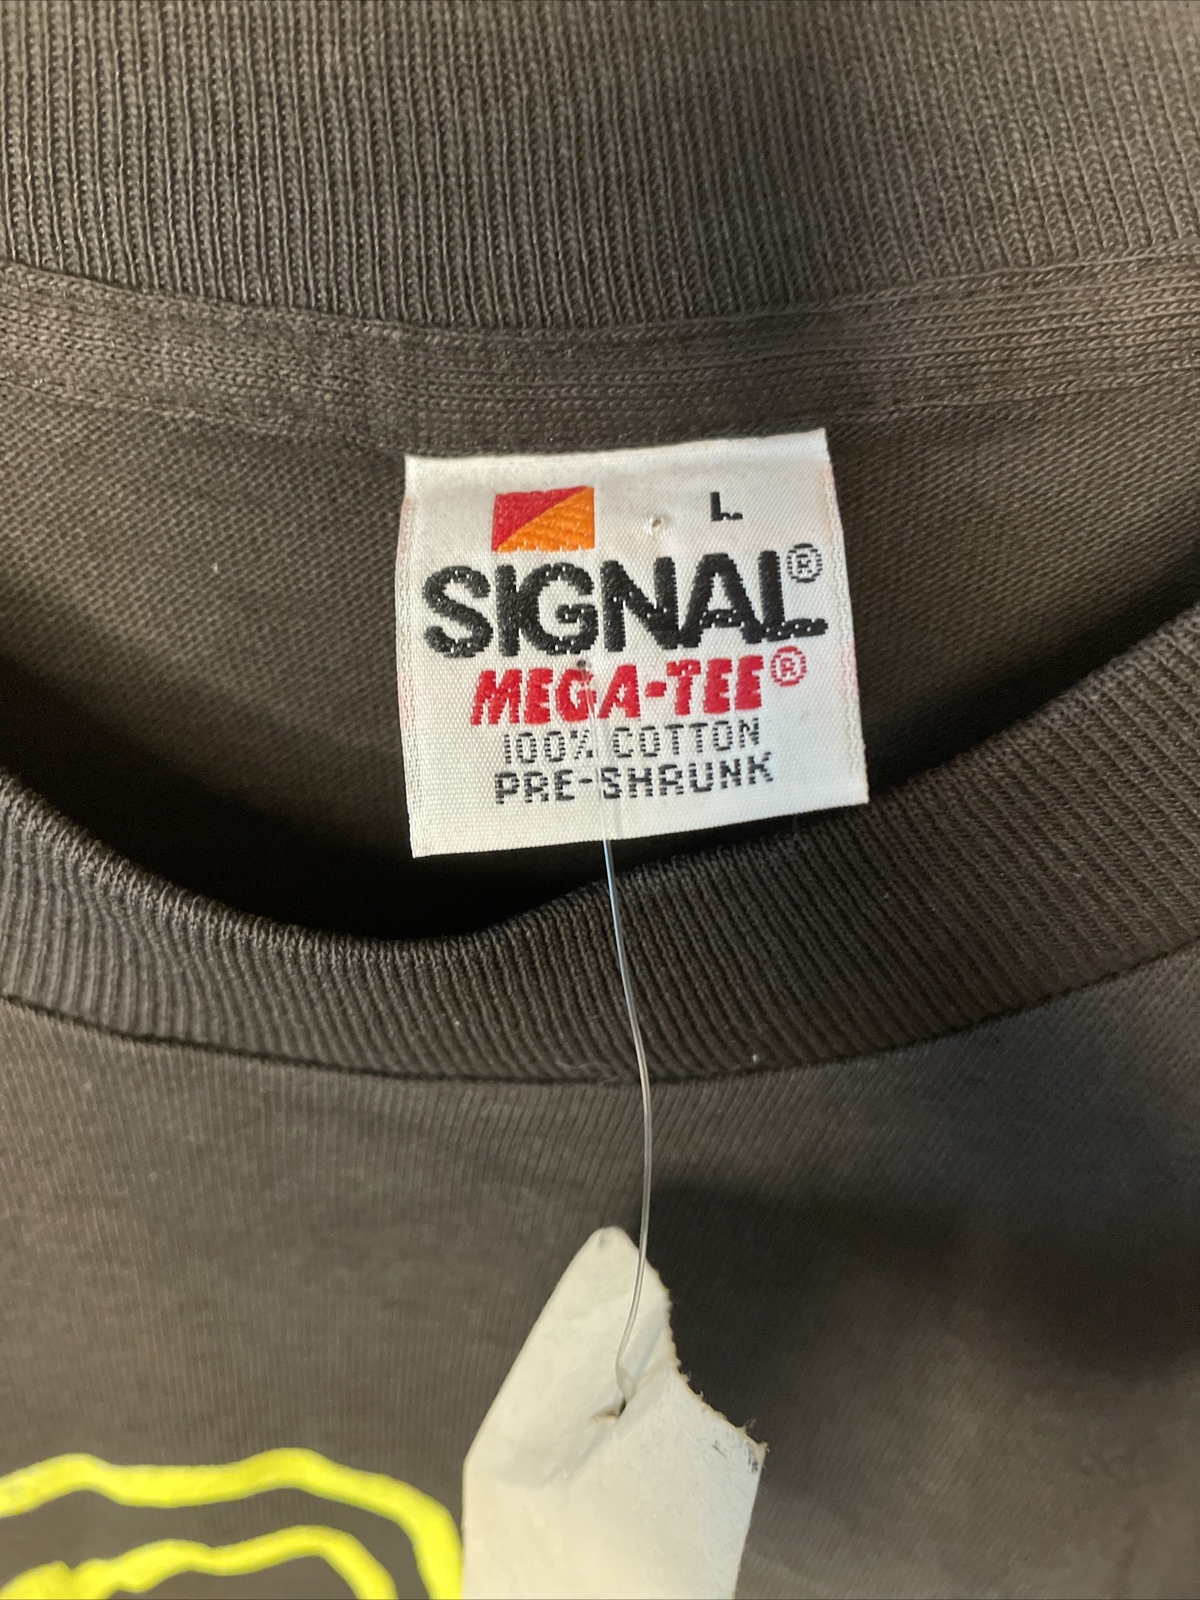 L
SIGNAL®
MEGA-TEE®
100% COTTON
PRE-SHRUNK